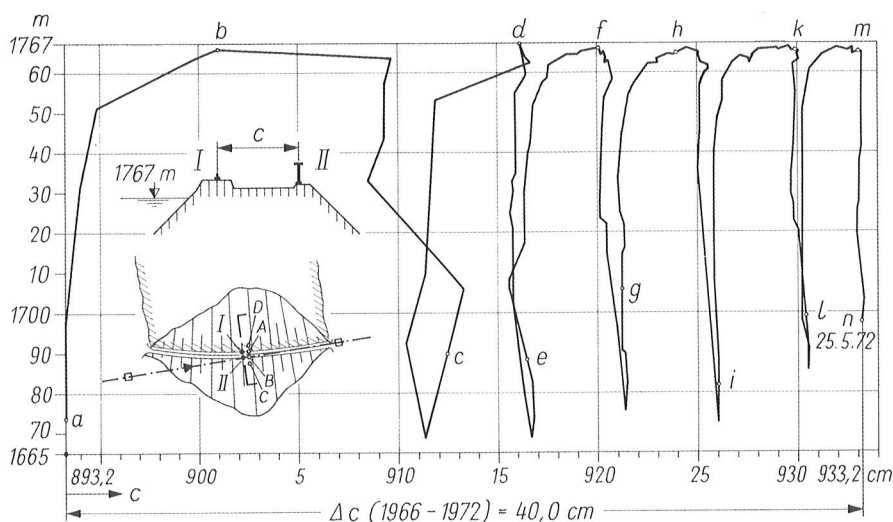 m
1767
60
50
40
30
20
10
1700
90
80
70
1665
b
d
f
h
k
m
c
I
II
1767 m
D
I
A
II
B
C
a
c
e
g
i
l
n
25.5.72
893,2
900
5
910
15
920
25
930
933,2 cm
c
Δc (1966 – 1972) = 40,0 cm